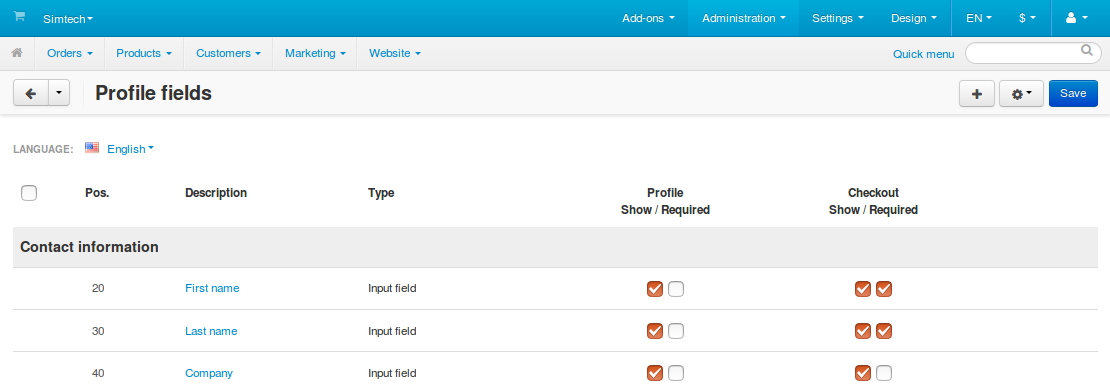 Simtech Add-ons Administration Settings Design EN $
Orders Products Customers Marketing Website Quick menu
Profile fields Save
LANGUAGE: English
Pos. Description Type Profile Checkout
Show / Required Show / Required
Contact information
20 First name Input field
30 Last name Input field
40 Company Input field